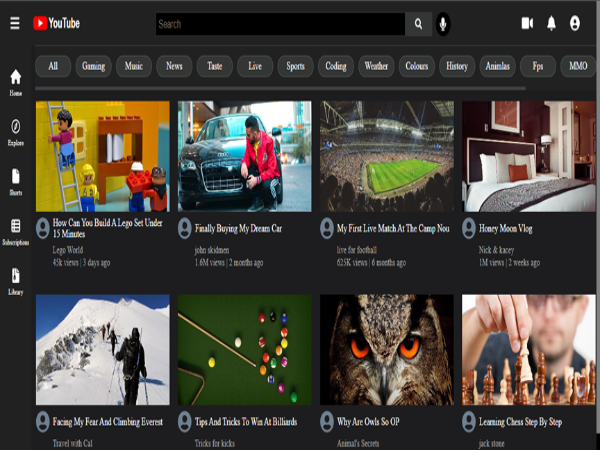 YouTube
Search
All Gaming Music News Taste Live Sports Coding Weather Colours History Animlas Fps MMO
Home
Explore
Shorts
Subscriptions
Library
How Can You Build A Lego Set Under
15 Minutes
Lego World
45k views | 3 days ago
Finally Buying My Dream Car
john skidmen
1.6M views | 2 months ago
My First Live Match At The Camp Nou
live for football
625K views | 6 months ago
Honey Moon Vlog
Nick & kacey
1M views | 2 weeks ago
Facing My Fear And Climbing Everest
Travel with Cal
Tips And Tricks To Win At Billiards
Tricks for kicks
Why Are Owls So OP
Animal's Secrets
Learning Chess Step By Step
jack stone